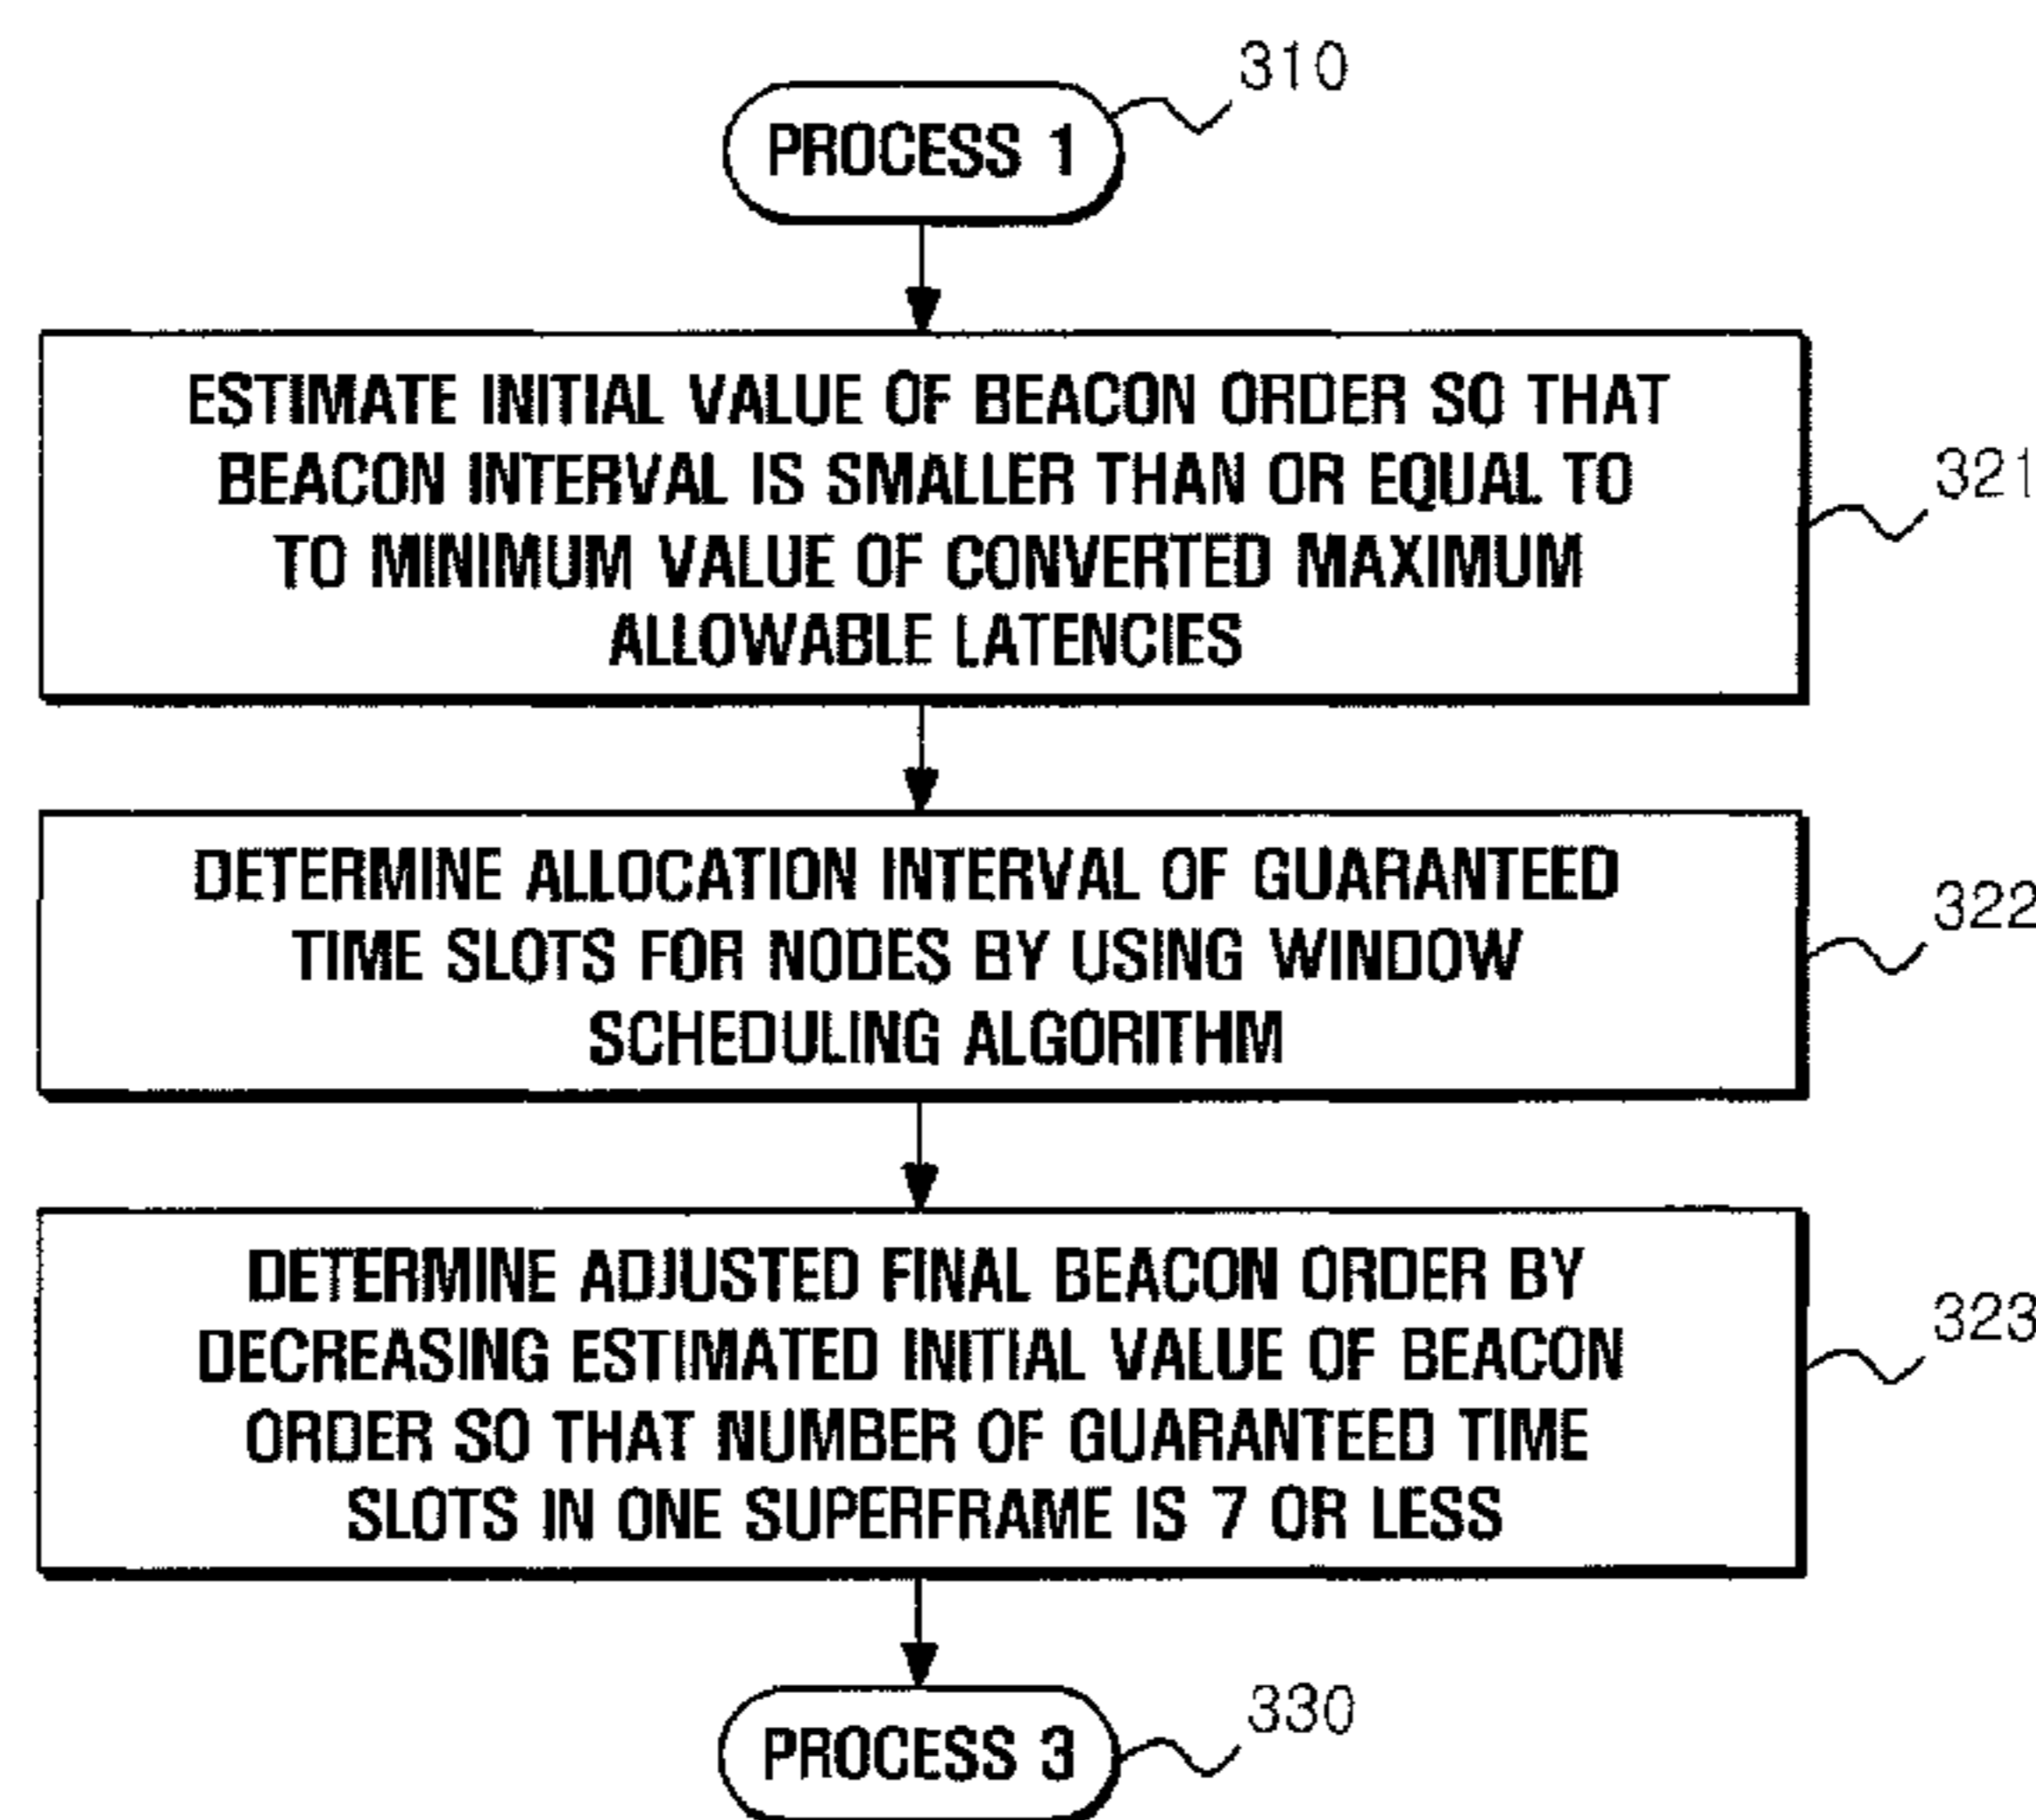 310
PROCESS 1
ESTIMATE INITIAL VALUE OF BEACON ORDER SO THAT
BEACON INTERVAL IS SMALLER THAN OR EQUAL TO
TO MINIMUM VALUE OF CONVERTED MAXIMUM
ALLOWABLE LATENCIES
321
DETERMINE ALLOCATION INTERVAL OF GUARANTEED
TIME SLOTS FOR NODES BY USING WINDOW
SCHEDULING ALGORITHM
322
DETERMINE ADJUSTED FINAL BEACON ORDER BY
DECREASING ESTIMATED INITIAL VALUE OF BEACON
ORDER SO THAT NUMBER OF GUARANTEED TIME
SLOTS IN ONE SUPERFRAME IS 7 OR LESS
323
PROCESS 3
330